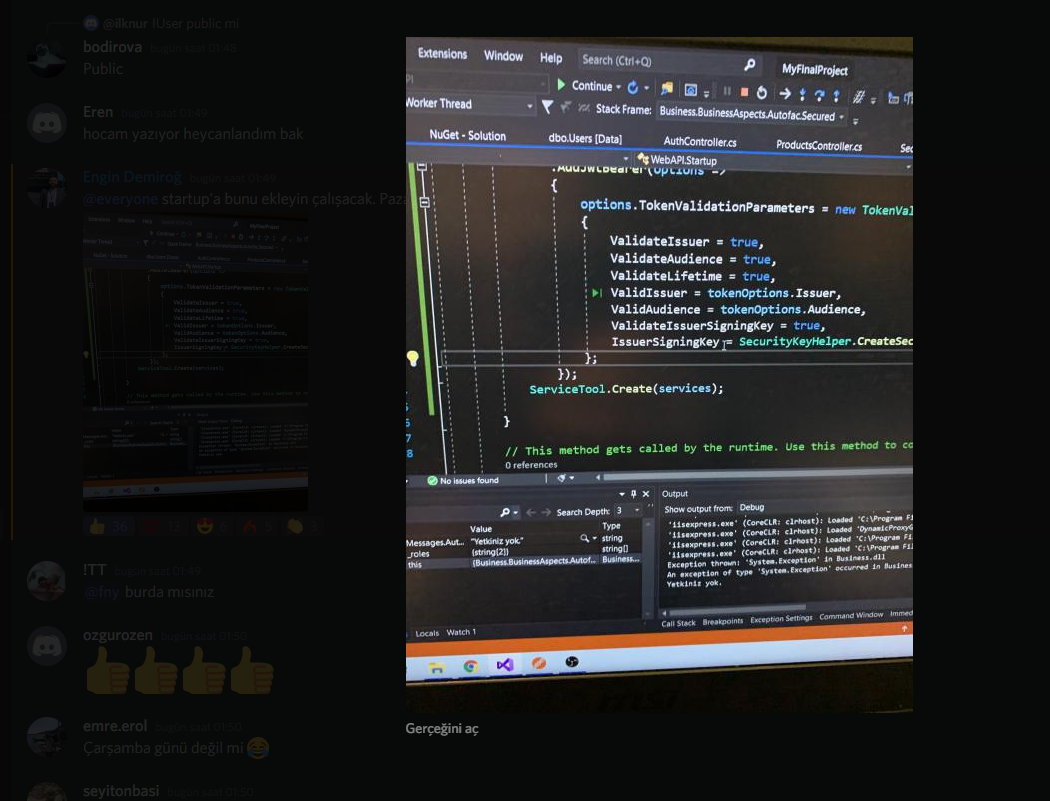 @ilknur !User public mi
bodirova bugün saat 01:48
Public
Eren bugün saat 01:49
hocam yazıyor heycanlandım bak
Engin Demiroğ bugün saat 01:49
@everyone startup'a bunu ekleyin çalışacak. Paza
36
!TT bugün saat 01:49
@fny burda mısınız
ozgurozen bugün saat 01:50
emre.erol bugün saat 01:50
Çarşamba günü değil mi
seyitonbasi bugün saat 01:50
Extensions Window Help Search (Ctrl+Q) MyFinalProject
Continue
Worker Thread Stack Frame: Business.BusinessAspects.Autofac.Secured
NuGet - Solution dbo.Users [Data] AuthController.cs ProductsController.cs Sec
WebAPI.Startup
.AddJwtBearer(options =>
{
options.TokenValidationParameters = new TokenVal
{
ValidateIssuer = true,
ValidateAudience = true,
ValidateLifetime = true,
ValidIssuer = tokenOptions.Issuer,
ValidAudience = tokenOptions.Audience,
ValidateIssuerSigningKey = true,
IssuerSigningKey = SecurityKeyHelper.CreateSec
};
});
ServiceTool.Create(services);
}
6
7
8
// This method gets called by the runtime. Use this method to co
0 references
No issues found
Search Depth: 3
Value Type
Messages.Aut... "Yetkiniz yok." string
_roles {string[2]} string[]
this {Business.BusinessAspects.Autof... Business...
Locals Watch 1
Output
Show output from: Debug
'iisexpress.exe' (CoreCLR: clrhost): Loaded 'C:\Program Fi
'iisexpress.exe' (CoreCLR: clrhost): Loaded 'DynamicProxyG
'iisexpress.exe' (CoreCLR: clrhost): Loaded 'C:\Program Fi
'iisexpress.exe' (CoreCLR: clrhost): Loaded 'C:\Program Fil
Exception thrown: 'System.Exception' in Business.dll
An exception of type 'System.Exception' occurred in Busines
Yetkiniz yok.
Call Stack Breakpoints Exception Settings Command Window Immed
Gerçeğini aç